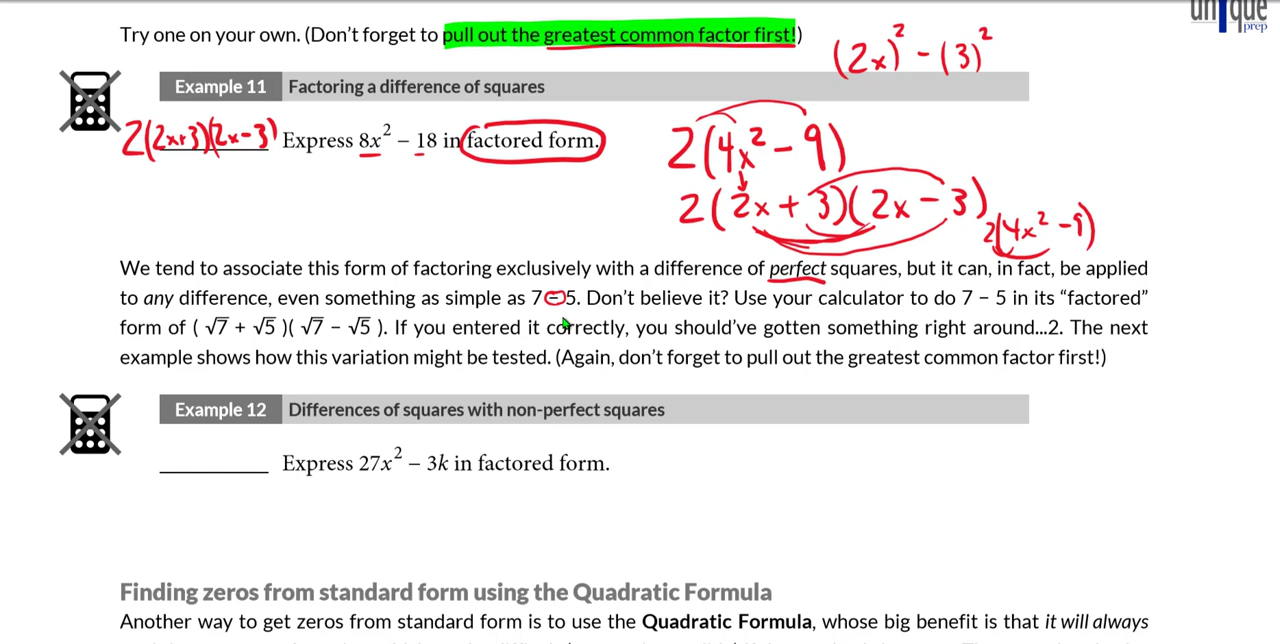 unique
prep
Try one on your own. (Don’t forget to pull out the greatest common factor first!)
(2x)² - (3)²
Example 11 Factoring a difference of squares
2(2x+3)(2x-3) Express 8x² – 18 in factored form.
2(4x² - 9)
2(2x + 3)(2x - 3)
2(4x² - 9)
We tend to associate this form of factoring exclusively with a difference of perfect squares, but it can, in fact, be applied
to any difference, even something as simple as 7 – 5. Don’t believe it? Use your calculator to do 7 – 5 in its “factored”
form of ( √7 + √5 )( √7 – √5 ). If you entered it correctly, you should’ve gotten something right around...2. The next
example shows how this variation might be tested. (Again, don’t forget to pull out the greatest common factor first!)
Example 12 Differences of squares with non-perfect squares
Express 27x² – 3k in factored form.
Finding zeros from standard form using the Quadratic Formula
Another way to get zeros from standard form is to use the Quadratic Formula, whose big benefit is that it will always